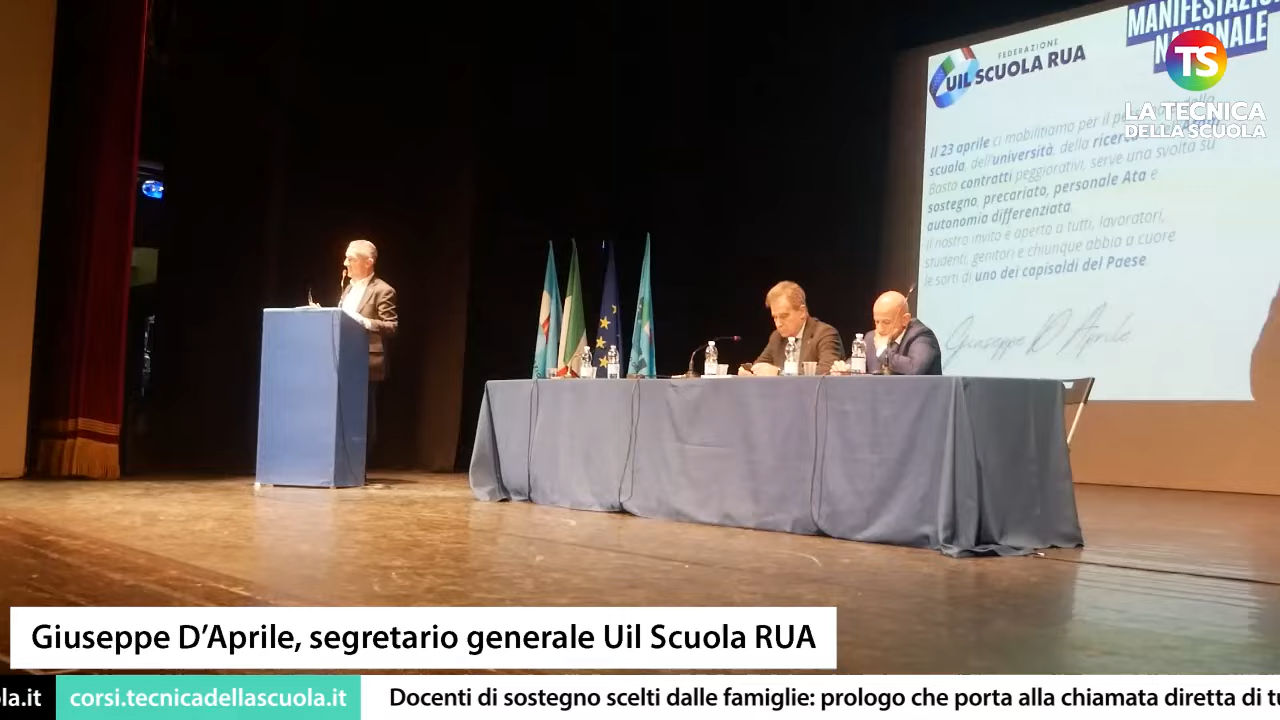 MANIFESTAZIONE
NAZIONALE
FEDERAZIONE
UIL SCUOLA RUA
TS
LA TECNICA
DELLA SCUOLA
Il 23 aprile ci mobilitiamo per il
scuola, dell'università, della
Basta contratti peggiorativi, serve una svolta su
sostegno, precariato, personale Ata e
autonomia differenziata.
Il nostro invito è aperto a tutti, lavoratori,
studenti, genitori e chiunque abbia a cuore
le sorti di uno dei capisaldi del Paese.
Giuseppe D'Aprile
Giuseppe D'Aprile, segretario generale Uil Scuola RUA
la.it
corsi.tecnicadellascuola.it
Docenti di sostegno scelti dalle famiglie: prologo che porta alla chiamata diretta di tu